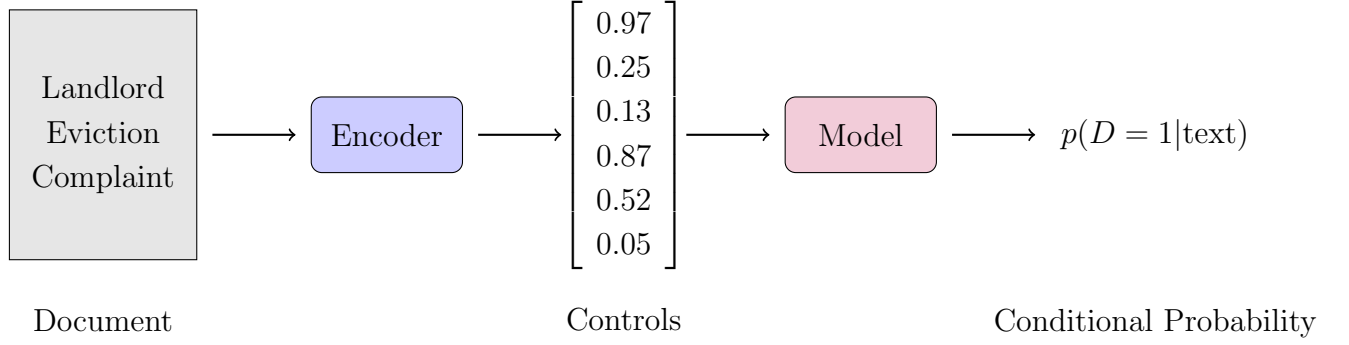 Landlord
Eviction
Complaint
Encoder
0.97
0.25
0.13
0.87
0.52
0.05
Model
p(D = 1|text)
Document
Controls
Conditional Probability